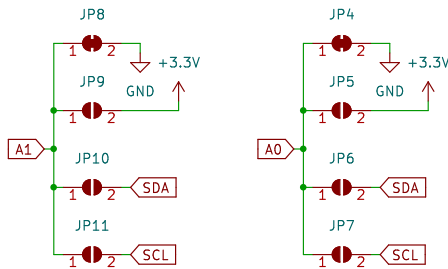 JP8
1 2
+3.3V
JP9
GND
1 2
A1
JP10
1 2
SDA
JP11
1 2
SCL
JP4
1 2
+3.3V
JP5
GND
1 2
A0
JP6
1 2
SDA
JP7
1 2
SCL